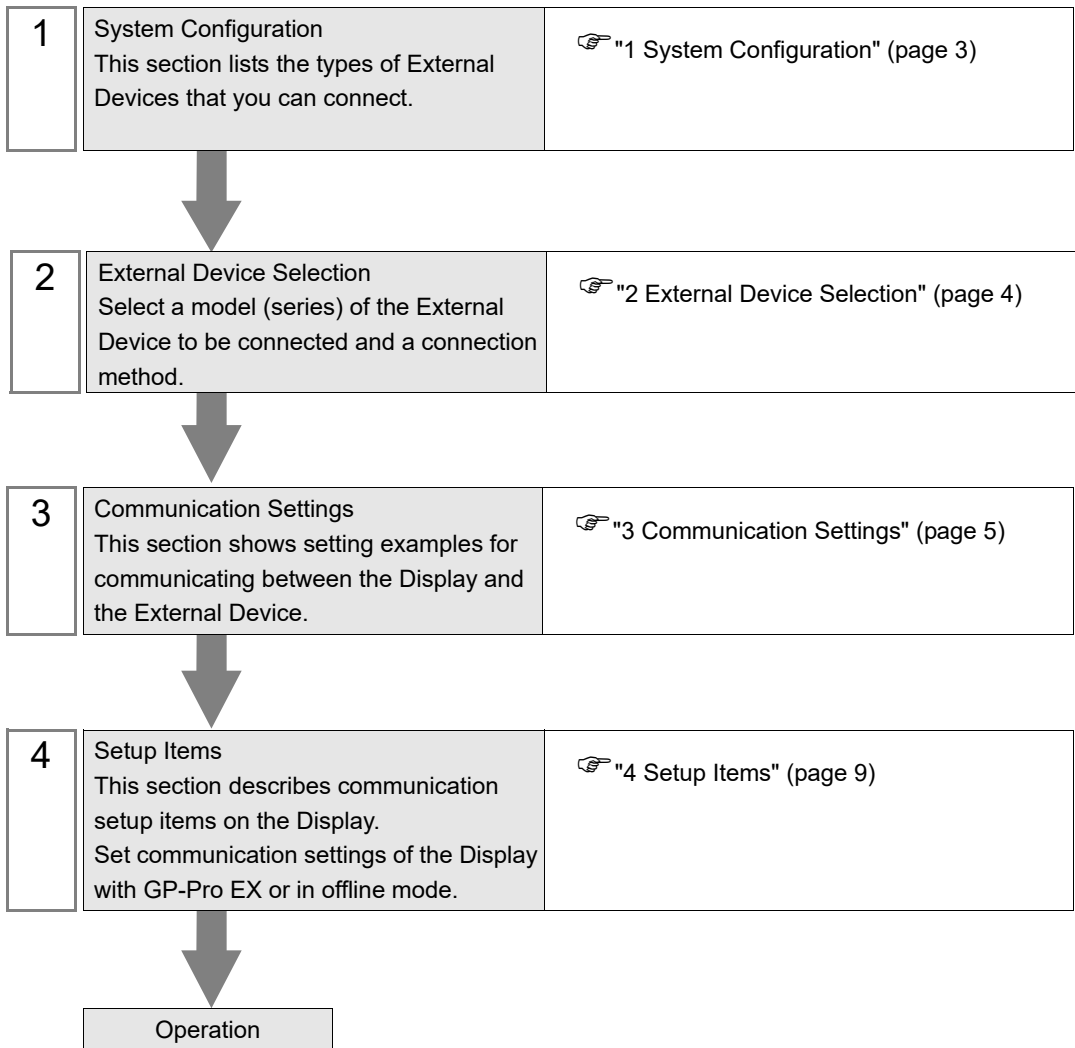 1
System Configuration
This section lists the types of External
Devices that you can connect.
"1 System Configuration" (page 3)
2
External Device Selection
Select a model (series) of the External
Device to be connected and a connection
method.
"2 External Device Selection" (page 4)
3
Communication Settings
This section shows setting examples for
communicating between the Display and
the External Device.
"3 Communication Settings" (page 5)
4
Setup Items
This section describes communication
setup items on the Display.
Set communication settings of the Display
with GP-Pro EX or in offline mode.
"4 Setup Items" (page 9)
Operation